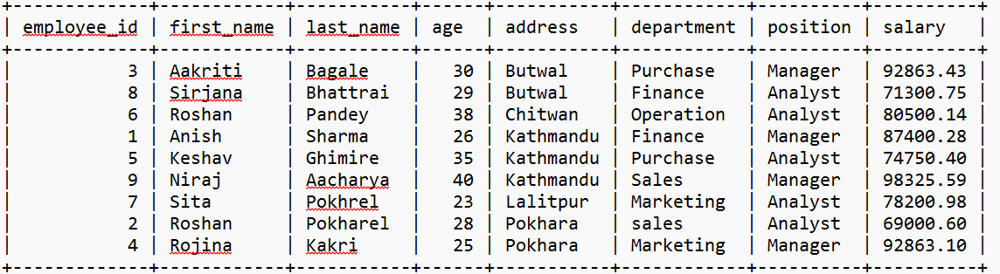 +-------------+------------+-----------+------+-----------+------------+----------+----------+
| employee_id | first_name | last_name | age  | address   | department | position | salary   |
+-------------+------------+-----------+------+-----------+------------+----------+----------+
|           3 | Aakriti    | Bagale    |   30 | Butwal    | Purchase   | Manager  | 92863.43 |
|           8 | Sirjana    | Bhattrai  |   29 | Butwal    | Finance    | Analyst  | 71300.75 |
|           6 | Roshan     | Pandey    |   38 | Chitwan   | Operation  | Analyst  | 80500.14 |
|           1 | Anish      | Sharma    |   26 | Kathmandu | Finance    | Manager  | 87400.28 |
|           5 | Keshav     | Ghimire   |   35 | Kathmandu | Purchase   | Analyst  | 74750.40 |
|           9 | Niraj      | Aacharya  |   40 | Kathmandu | Sales      | Manager  | 98325.59 |
|           7 | Sita       | Pokhrel   |   23 | Lalitpur  | Marketing  | Analyst  | 78200.98 |
|           2 | Roshan     | Pokharel  |   28 | Pokhara   | sales      | Analyst  | 69000.60 |
|           4 | Rojina     | Kakri     |   25 | Pokhara   | Marketing  | Manager  | 92863.10 |
+-------------+------------+-----------+------+-----------+------------+----------+----------+